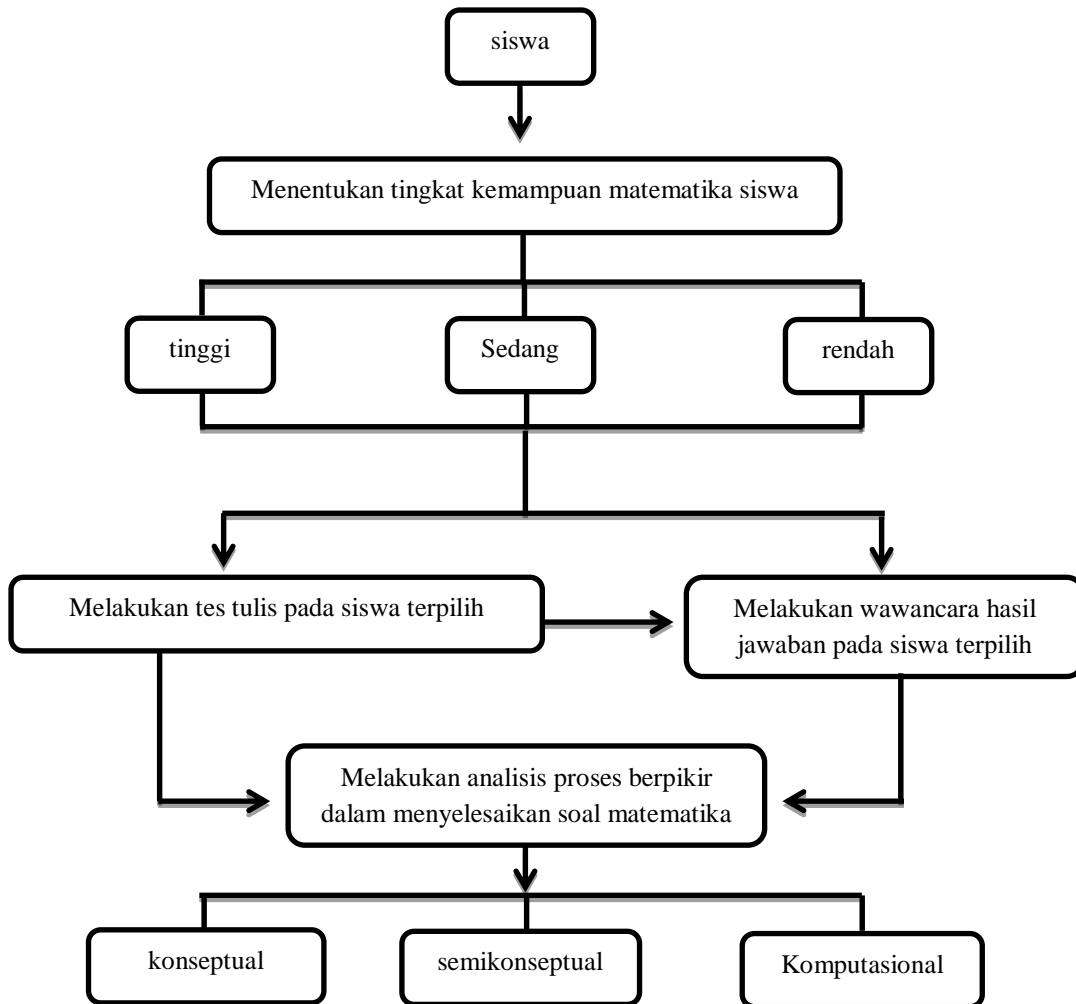 siswa
Menentukan tingkat kemampuan matematika siswa
tinggi
Sedang
rendah
Melakukan tes tulis pada siswa terpilih
Melakukan wawancara hasil
jawaban pada siswa terpilih
Melakukan analisis proses berpikir
dalam menyelesaikan soal matematika
konseptual
semikonseptual
Komputasional